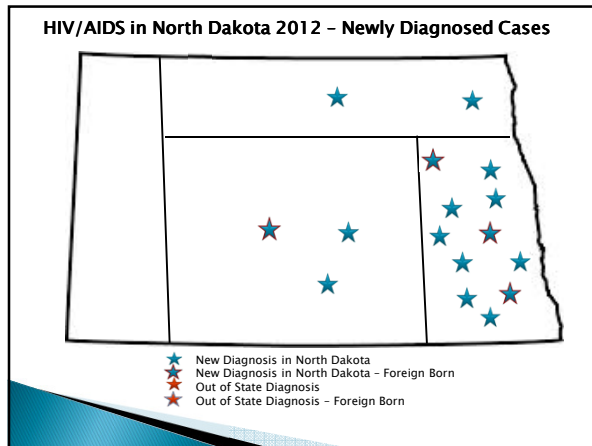 HIV/AIDS in North Dakota 2012 – Newly Diagnosed Cases
New Diagnosis in North Dakota
New Diagnosis in North Dakota – Foreign Born
Out of State Diagnosis
Out of State Diagnosis – Foreign Born